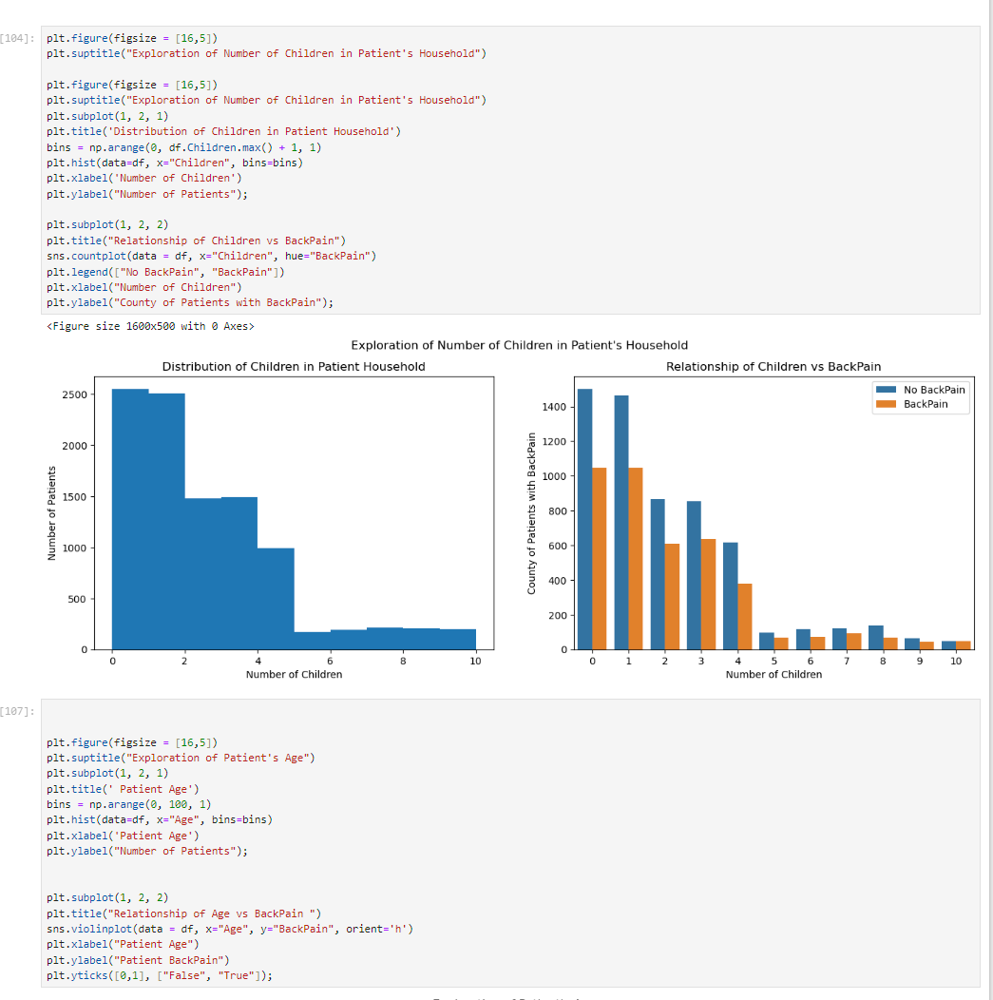 [104]:
plt.figure(figsize = [16,5])
plt.suptitle("Exploration of Number of Children in Patient's Household")
plt.figure(figsize = [16,5])
plt.suptitle("Exploration of Number of Children in Patient's Household")
plt.subplot(1, 2, 1)
plt.title('Distribution of Children in Patient Household')
bins = np.arange(0, df.Children.max() + 1, 1)
plt.hist(data=df, x="Children", bins=bins)
plt.xlabel('Number of Children')
plt.ylabel("Number of Patients");
plt.subplot(1, 2, 2)
plt.title("Relationship of Children vs BackPain")
sns.countplot(data = df, x="Children", hue="BackPain")
plt.legend(["No BackPain", "BackPain"])
plt.xlabel("Number of Children")
plt.ylabel("County of Patients with BackPain");
<Figure size 1600x500 with 0 Axes>
Exploration of Number of Children in Patient's Household
Distribution of Children in Patient Household
Number of Patients
2500
2000
1500
1000
500
0
0 2 4 6 8 10
Number of Children
Relationship of Children vs BackPain
No BackPain
BackPain
County of Patients with BackPain
1400
1200
1000
800
600
400
200
0
0 1 2 3 4 5 6 7 8 9 10
Number of Children
[107]:
plt.figure(figsize = [16,5])
plt.suptitle("Exploration of Patient's Age")
plt.subplot(1, 2, 1)
plt.title(' Patient Age')
bins = np.arange(0, 100, 1)
plt.hist(data=df, x="Age", bins=bins)
plt.xlabel('Patient Age')
plt.ylabel("Number of Patients");
plt.subplot(1, 2, 2)
plt.title("Relationship of Age vs BackPain ")
sns.violinplot(data = df, x="Age", y="BackPain", orient='h')
plt.xlabel("Patient Age")
plt.ylabel("Patient BackPain")
plt.yticks([0,1], ["False", "True"]);